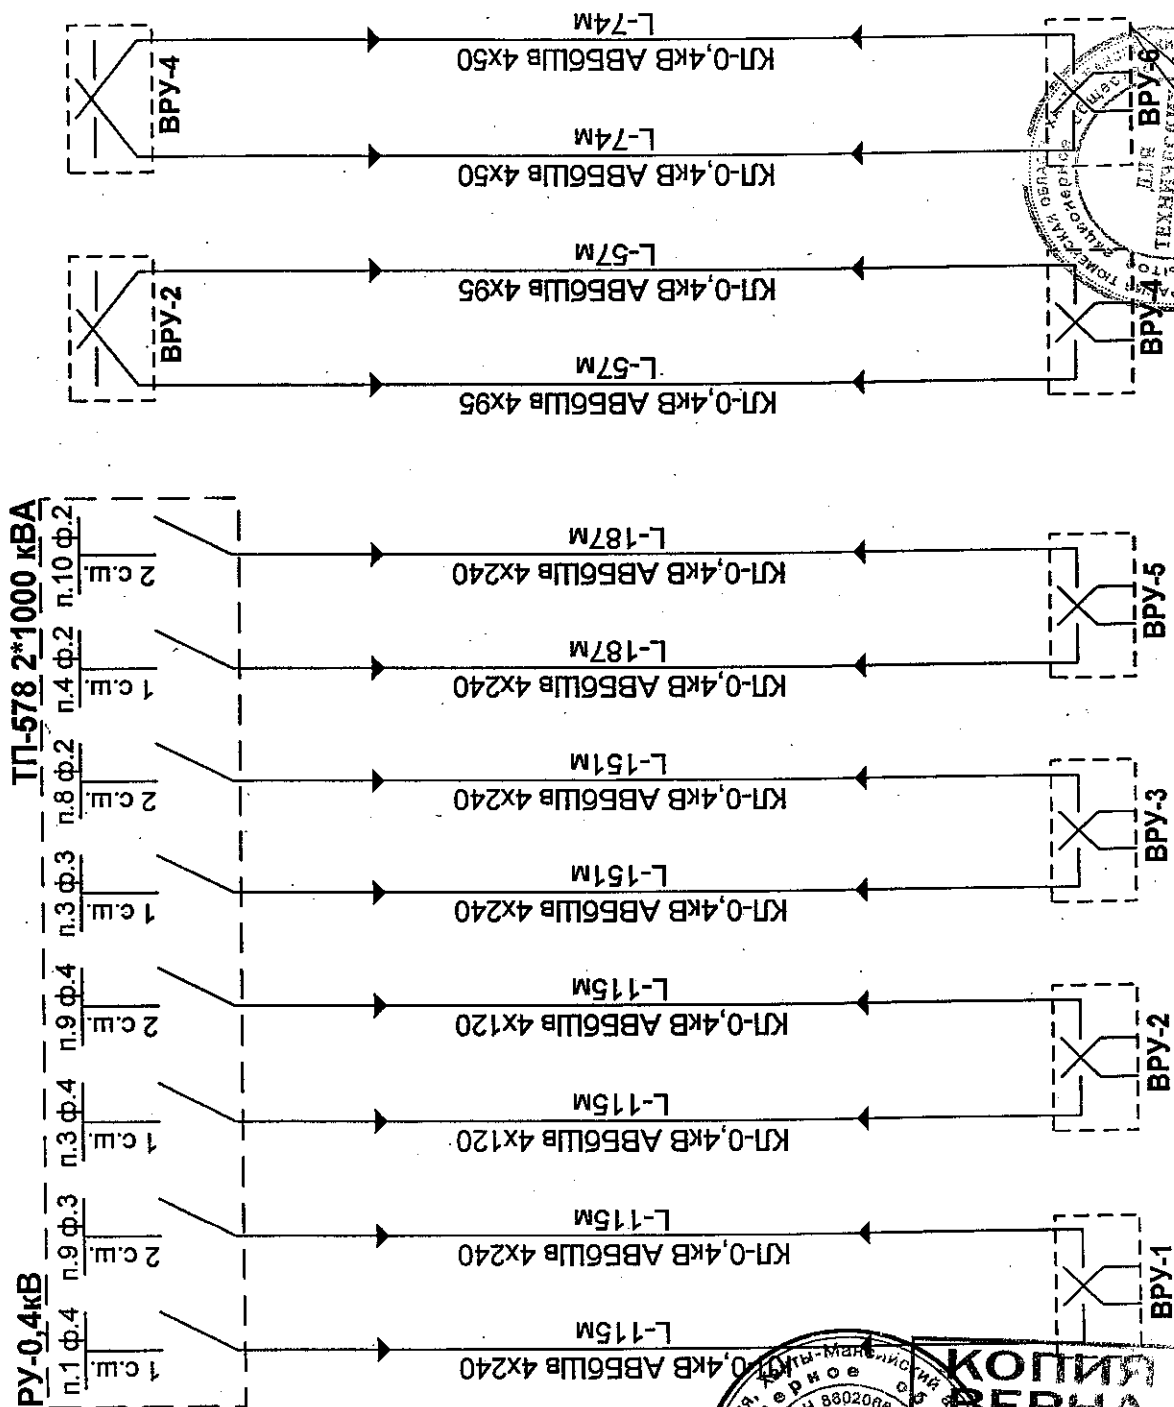 ТП-578 2*1000 кВА
РУ-0,4кВ
п.1 ф.4
1 с.ш.
п.9 ф.3
2 с.ш.
п.3 ф.4
1 с.ш.
п.9 ф.4
2 с.ш.
п.3 ф.3
1 с.ш.
п.8 ф.2
2 с.ш.
п.4 ф.2
1 с.ш.
п.10 ф.2
2 с.ш.
КЛ-0,4кВ АВБбШв 4х240
L-115м
КЛ-0,4кВ АВБбШв 4х240
L-115м
КЛ-0,4кВ АВБбШв 4х120
L-115м
КЛ-0,4кВ АВБбШв 4х120
L-115м
КЛ-0,4кВ АВБбШв 4х240
L-151м
КЛ-0,4кВ АВБбШв 4х240
L-151м
КЛ-0,4кВ АВБбШв 4х240
L-187м
КЛ-0,4кВ АВБбШв 4х240
L-187м
ВРУ-1
ВРУ-2
ВРУ-3
ВРУ-5
ВРУ-2
КЛ-0,4кВ АВБбШв 4х95
L-57м
КЛ-0,4кВ АВБбШв 4х95
L-57м
ВРУ-4
ВРУ-4
КЛ-0,4кВ АВБбШв 4х50
L-74м
КЛ-0,4кВ АВБбШв 4х50
L-74м
ВРУ-6
КОПИЯ
ВЕРНА
Ханты-Мансийский
для